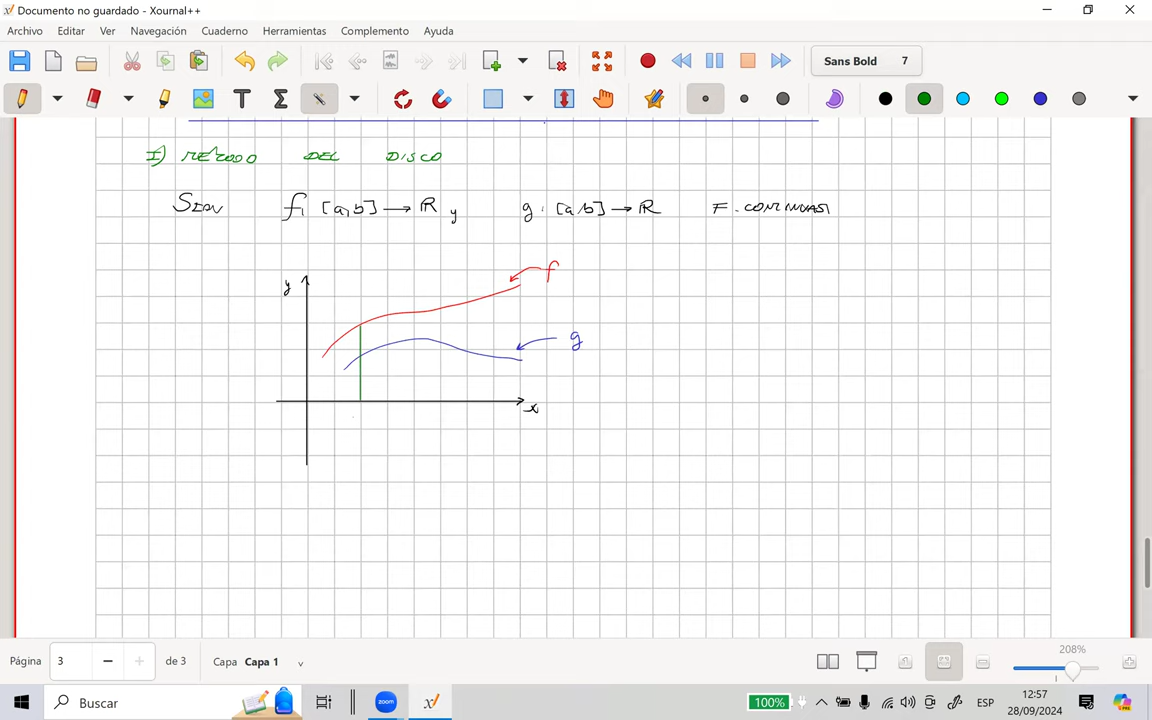 Documento no guardado - Xournal++
Archivo Editar Ver Navegación Cuaderno Herramientas Complemento Ayuda
Sans Bold 7
I) MÉTODO DEL DISCO
SEAN f: [a,b] → R y g: [a,b] → R F. CONTINUAS
y
f
g
x
Página 3 de 3 Capa Capa 1
208%
Buscar
zoom
100%
ESP
12:57
28/09/2024